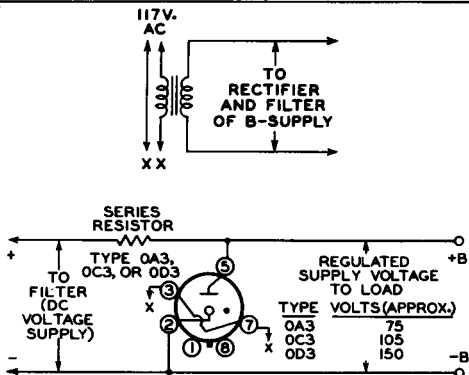 117V.
AC
TO
RECTIFIER
AND FILTER
OF B-SUPPLY
X X
SERIES
RESISTOR
+
TYPE 0A3,
0C3, OR 0D3
5
+B
TO
FILTER
(DC
VOLTAGE
SUPPLY)
3
X
2
7
X
1
8
REGULATED
SUPPLY VOLTAGE
TO LOAD
TYPE VOLTS (APPROX.)
0A3 75
0C3 105
0D3 150
-
-B